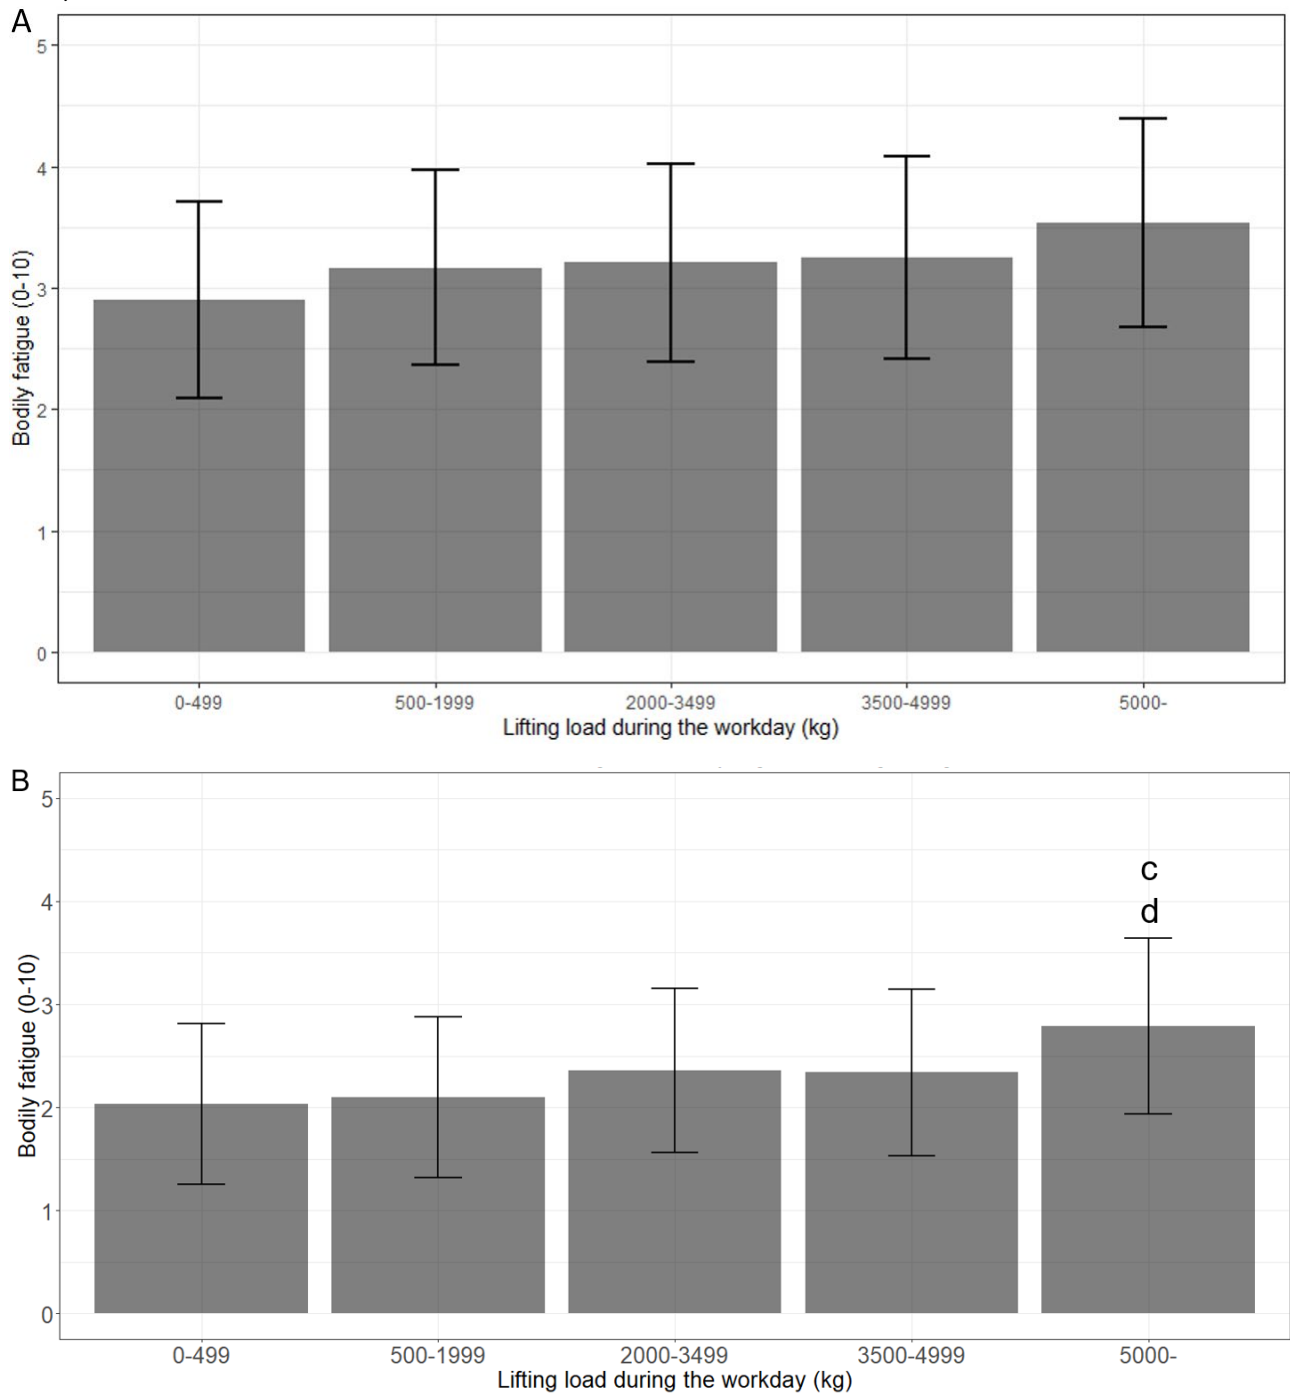 A
5
4
3
2
1
0
Bodily fatigue (0-10)
0-499 500-1999 2000-3499 3500-4999 5000-
Lifting load during the workday (kg)
B
5
4
3
2
1
0
Bodily fatigue (0-10)
c
d
0-499 500-1999 2000-3499 3500-4999 5000-
Lifting load during the workday (kg)